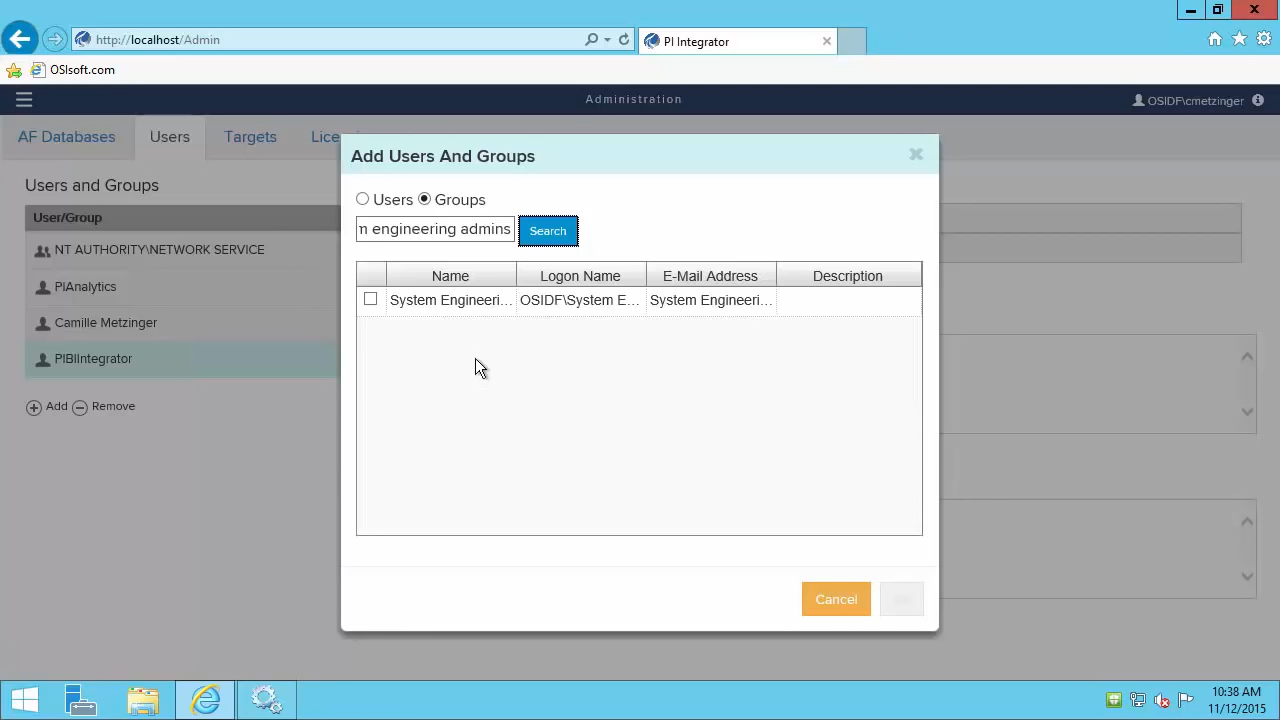 http://localhost/Admin
PI Integrator
OSIsoft.com
Administration
OSIDF\cmetzinger
AF Databases
Users
Targets
Users and Groups
User/Group
NT AUTHORITY\NETWORK SERVICE
PIAnalytics
Camille Metzinger
PIBIIntegrator
Add
Remove
Add Users And Groups
Users
Groups
engineering admins
Search
Name Logon Name E-Mail Address Description
System Engineeri... OSIDF\System E... System Engineeri...
Cancel
10:38 AM
11/12/2015